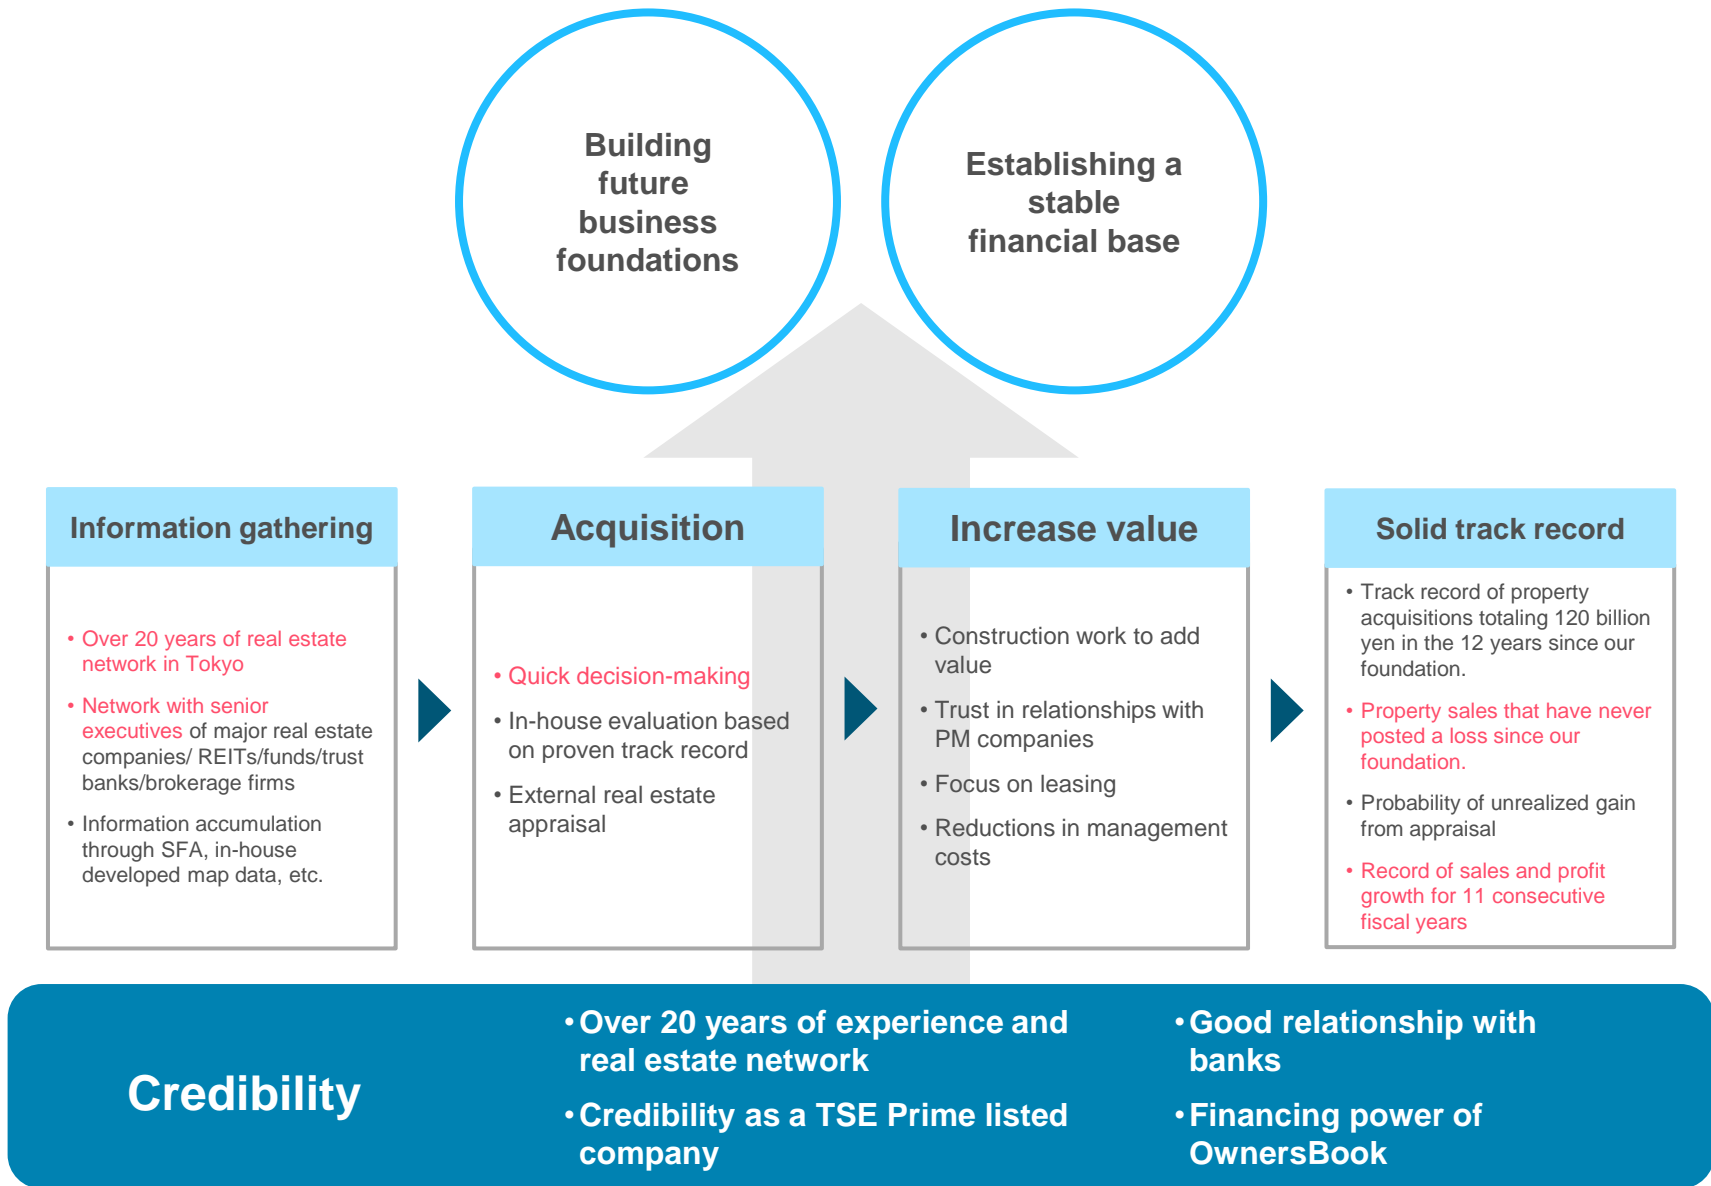 Building
future
business
foundations
Establishing a
stable
financial base
Information gathering
• Over 20 years of real estate
network in Tokyo
• Network with senior
executives of major real estate
companies/ REITs/funds/trust
banks/brokerage firms
• Information accumulation
through SFA, in-house
developed map data, etc.
Acquisition
• Quick decision-making
• In-house evaluation based
on proven track record
• External real estate
appraisal
Increase value
• Construction work to add
value
• Trust in relationships with
PM companies
• Focus on leasing
• Reductions in management
costs
Solid track record
• Track record of property
acquisitions totaling 120 billion
yen in the 12 years since our
foundation.
• Property sales that have never
posted a loss since our
foundation.
• Probability of unrealized gain
from appraisal
• Record of sales and profit
growth for 11 consecutive
fiscal years
Credibility
• Over 20 years of experience and
real estate network
• Credibility as a TSE Prime listed
company
• Good relationship with
banks
• Financing power of
OwnersBook